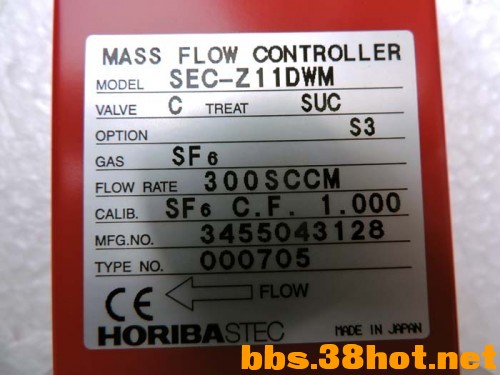 MASS FLOW CONTROLLER
MODEL SEC-Z11DWM
VALVE C TREAT SUC
OPTION S3
GAS SF6
FLOW RATE 300SCCM
CALIB. SF6 C.F. 1.000
MFG.NO. 3455043128
TYPE NO. 000705
CE FLOW
HORIBASTEC MADE IN JAPAN
bbs.38hot.net